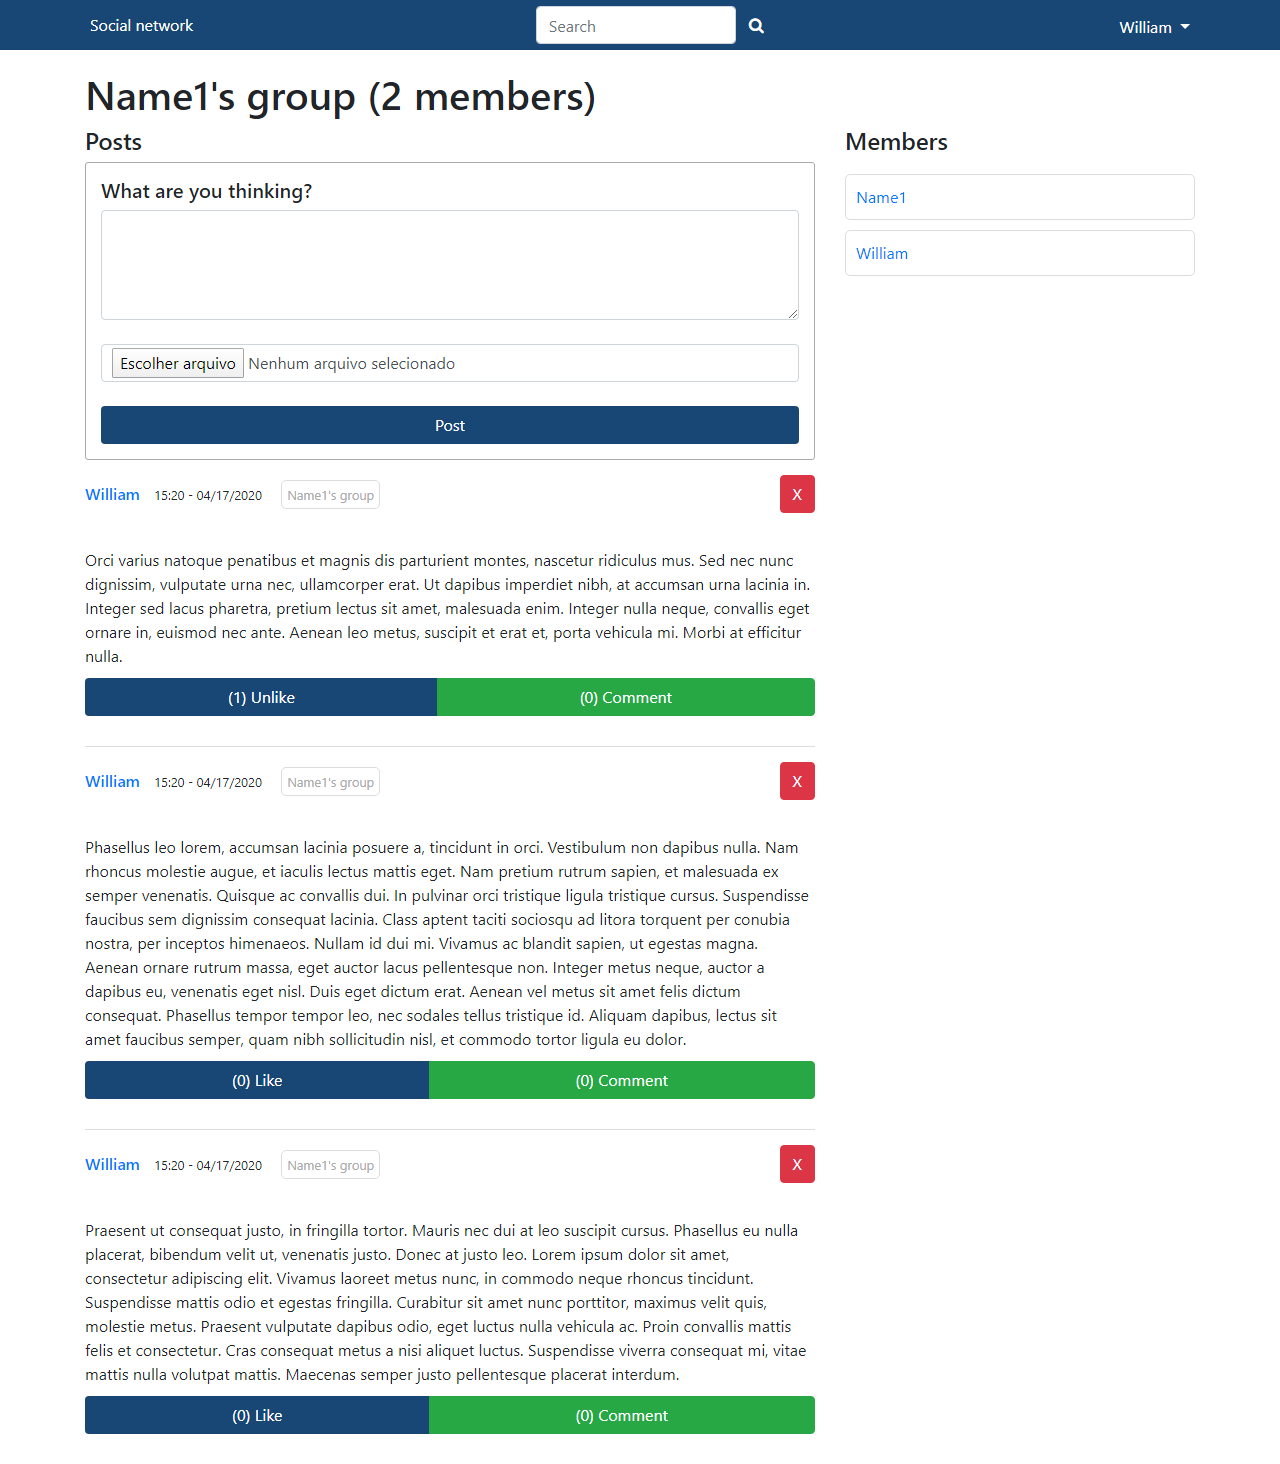 Social network
Search
William
Name1's group (2 members)
Posts
What are you thinking?
Escolher arquivo Nenhum arquivo selecionado
Post
Members
Name1
William
William 15:20 - 04/17/2020 Name1's group X
Orci varius natoque penatibus et magnis dis parturient montes, nascetur ridiculus mus. Sed nec nunc
dignissim, vulputate urna nec, ullamcorper erat. Ut dapibus imperdiet nibh, at accumsan urna lacinia in.
Integer sed lacus pharetra, pretium lectus sit amet, malesuada enim. Integer nulla neque, convallis eget
ornare in, euismod nec ante. Aenean leo metus, suscipit et erat et, porta vehicula mi. Morbi at efficitur
nulla.
(1) Unlike (0) Comment
William 15:20 - 04/17/2020 Name1's group X
Phasellus leo lorem, accumsan lacinia posuere a, tincidunt in orci. Vestibulum non dapibus nulla. Nam
rhoncus molestie augue, et iaculis lectus mattis eget. Nam pretium rutrum sapien, et malesuada ex
semper venenatis. Quisque ac convallis dui. In pulvinar orci tristique ligula tristique cursus. Suspendisse
faucibus sem dignissim consequat lacinia. Class aptent taciti sociosqu ad litora torquent per conubia
nostra, per inceptos himenaeos. Nullam id dui mi. Vivamus ac blandit sapien, ut egestas magna.
Aenean ornare rutrum massa, eget auctor lacus pellentesque non. Integer metus neque, auctor a
dapibus eu, venenatis eget nisl. Duis eget dictum erat. Aenean vel metus sit amet felis dictum
consequat. Phasellus tempor tempor leo, nec sodales tellus tristique id. Aliquam dapibus, lectus sit
amet faucibus semper, quam nibh sollicitudin nisl, et commodo tortor ligula eu dolor.
(0) Like (0) Comment
William 15:20 - 04/17/2020 Name1's group X
Praesent ut consequat justo, in fringilla tortor. Mauris nec dui at leo suscipit cursus. Phasellus eu nulla
placerat, bibendum velit ut, venenatis justo. Donec at justo leo. Lorem ipsum dolor sit amet,
consectetur adipiscing elit. Vivamus laoreet metus nunc, in commodo neque rhoncus tincidunt.
Suspendisse mattis odio et egestas fringilla. Curabitur sit amet nunc porttitor, maximus velit quis,
molestie metus. Praesent vulputate dapibus odio, eget luctus nulla vehicula ac. Proin convallis mattis
felis et consectetur. Cras consequat metus a nisi aliquet luctus. Suspendisse viverra consequat mi, vitae
mattis nulla volutpat mattis. Maecenas semper justo pellentesque placerat interdum.
(0) Like (0) Comment